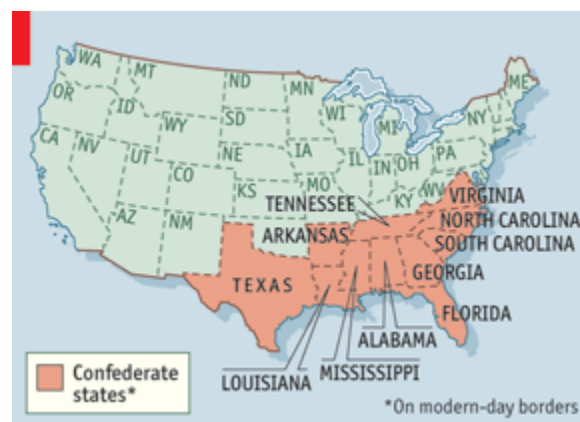 WA
MT
ND
MN
ME
OR
ID
WI
MI
NY
SD
WY
CA
NV
UT
NE
IA
IL
IN
OH
PA
CO
KS
MO
KY
WV
AZ
NM
TENNESSEE
VIRGINIA
NORTH CAROLINA
ARKANSAS
SOUTH CAROLINA
TEXAS
GEORGIA
FLORIDA
ALABAMA
LOUISIANA
MISSISSIPPI
Confederate
states*
*On modern-day borders